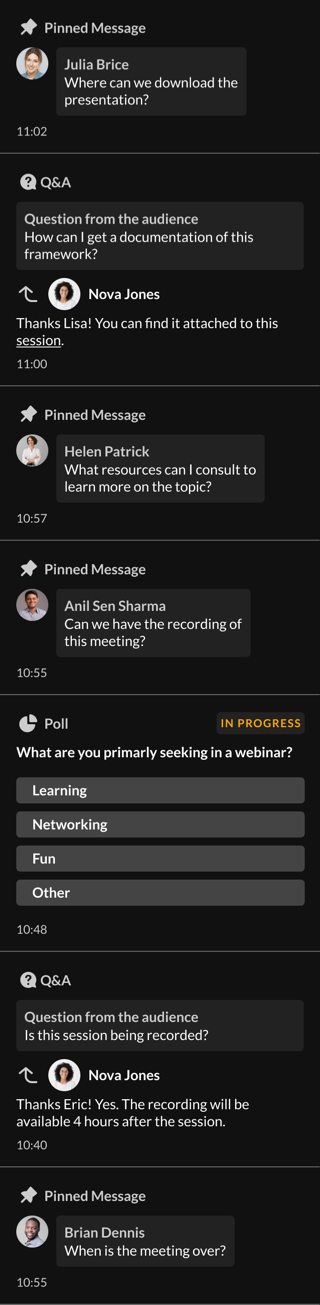 Pinned Message
Julia Brice
Where can we download the
presentation?
11:02
Q&A
Question from the audience
How can I get a documentation of this
framework?
Nova Jones
Thanks Lisa! You can find it attached to this
session.
11:00
Pinned Message
Helen Patrick
What resources can I consult to
learn more on the topic?
10:57
Pinned Message
Anil Sen Sharma
Can we have the recording of
this meeting?
10:55
Poll
IN PROGRESS
What are you primarly seeking in a webinar?
Learning
Networking
Fun
Other
10:48
Q&A
Question from the audience
Is this session being recorded?
Nova Jones
Thanks Eric! Yes. The recording will be
available 4 hours after the session.
10:40
Pinned Message
Brian Dennis
When is the meeting over?
10:55